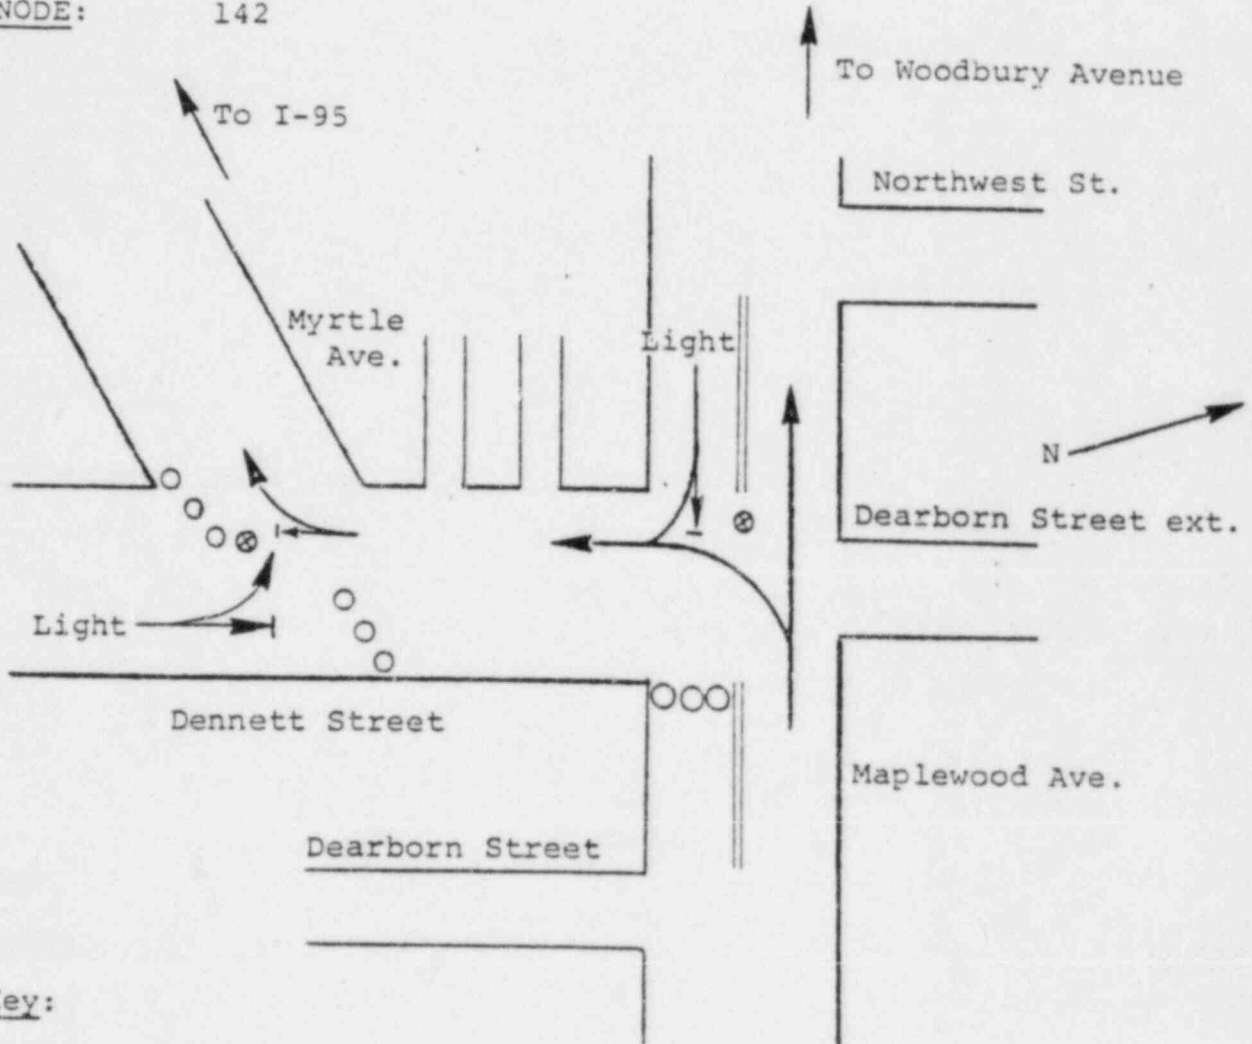 NODE: 142
To Woodbury Avenue
To I-95
Northwest St.
Myrtle
Ave.
Light
N
Dearborn Street ext.
Light
Dennett Street
Maplewood Ave.
Dearborn Street
Key: